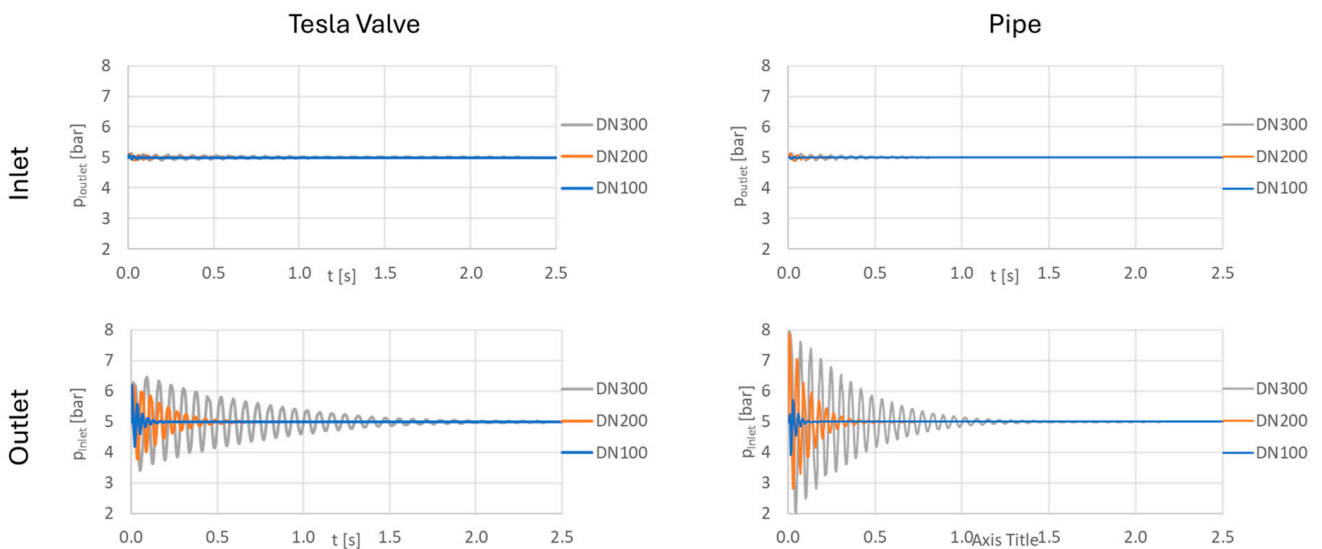 Tesla Valve
Pipe
Inlet
8
7
6
5
4
3
2
p_loutlet [bar]
0.0 0.5 1.0 1.5 2.0 2.5
t [s]
DN300
DN200
DN100
8
7
6
5
4
3
2
p_outlet [bar]
0.0 0.5 1.0 1.5 2.0 2.5
t [s]
DN300
DN200
DN100
Outlet
8
7
6
5
4
3
2
p_Inlet [bar]
0.0 0.5 1.0 1.5 2.0 2.5
t [s]
DN300
DN200
DN100
8
7
6
5
4
3
2
p_Inlet [bar]
0.0 0.5 1.0 1.5 2.0 2.5
Axis Title
DN300
DN200
DN100